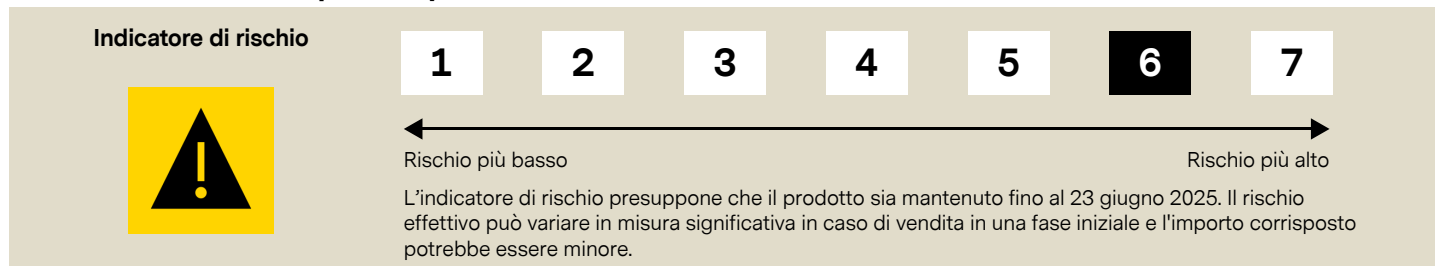 Indicatore di rischio
1 2 3 4 5 6 7
Rischio più basso Rischio più alto
L'indicatore di rischio presuppone che il prodotto sia mantenuto fino al 23 giugno 2025. Il rischio
effettivo può variare in misura significativa in caso di vendita in una fase iniziale e l'importo corrisposto
potrebbe essere minore.